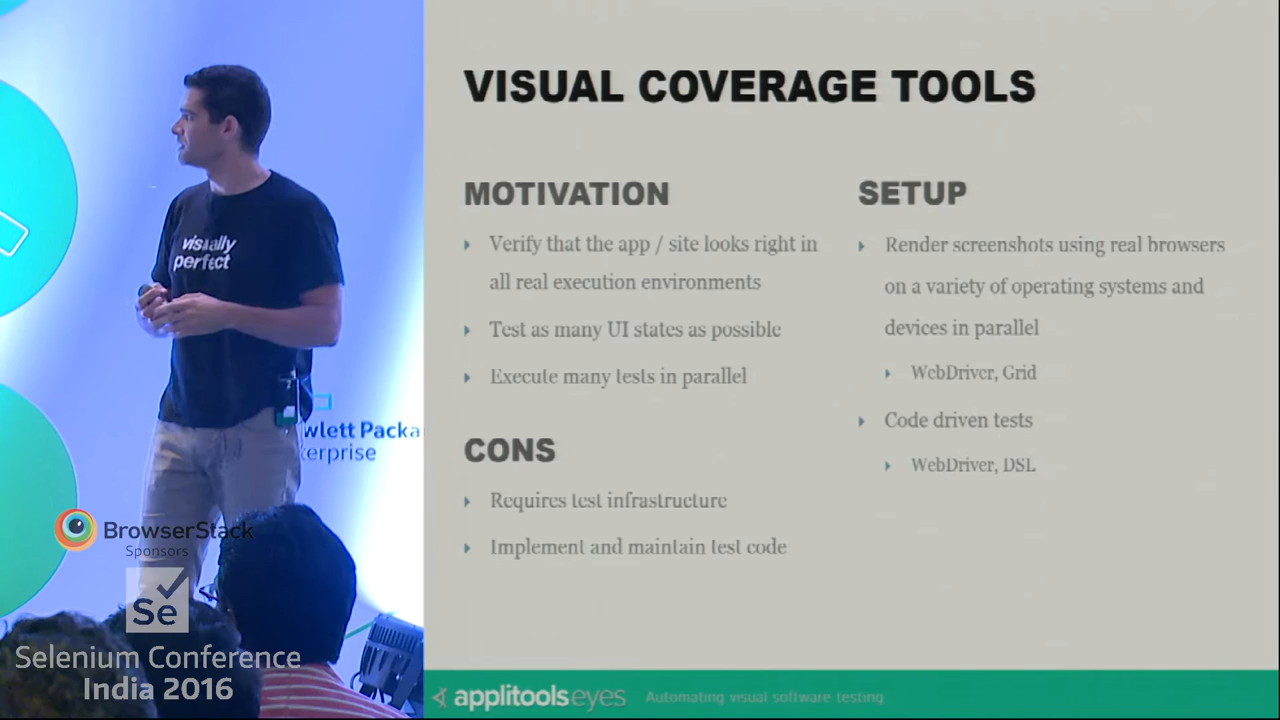 visually
perfect
wlett Packa
erprise
BrowserStack
Sponsors
Se
Selenium Conference
India 2016
VISUAL COVERAGE TOOLS
MOTIVATION
Verify that the app / site looks right in
all real execution environments
Test as many UI states as possible
Execute many tests in parallel
CONS
Requires test infrastructure
Implement and maintain test code
SETUP
Render screenshots using real browsers
on a variety of operating systems and
devices in parallel
WebDriver, Grid
Code driven tests
WebDriver, DSL
applitools eyes Automating visual software testing